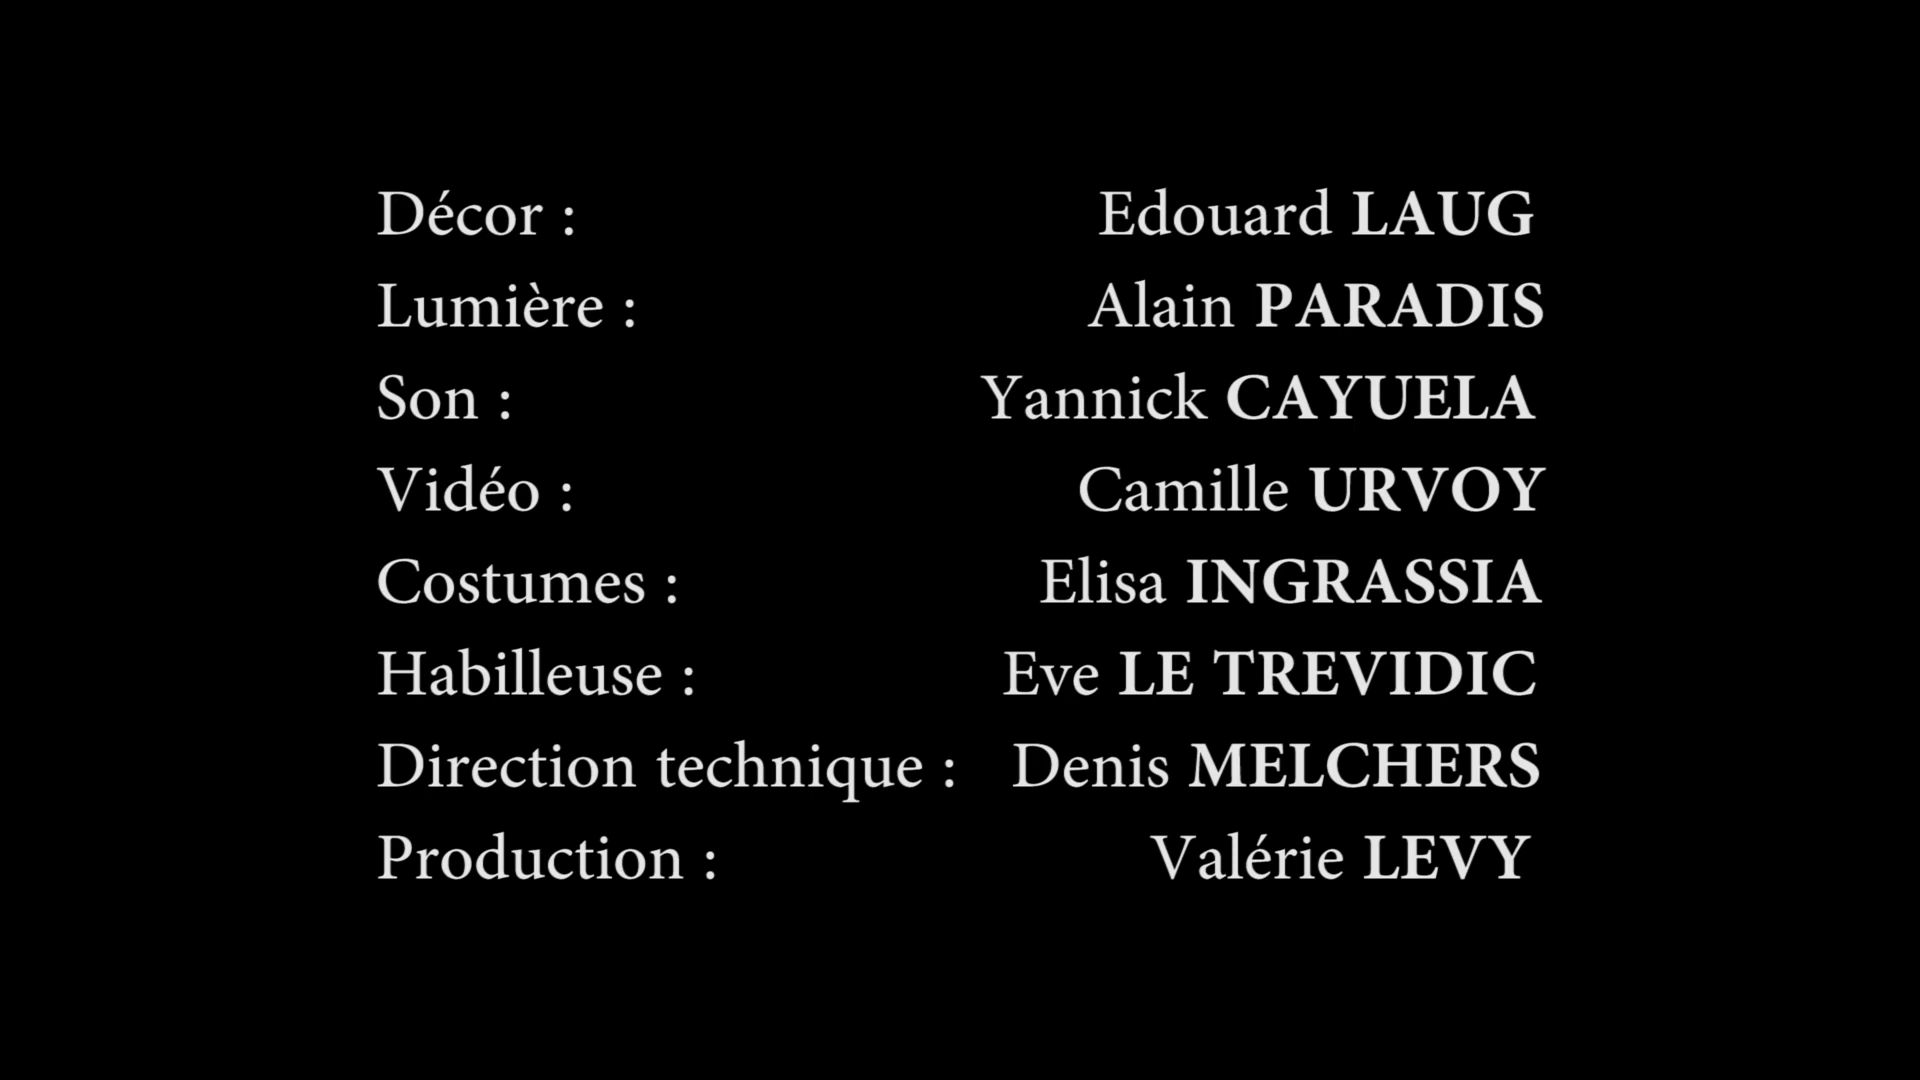 Décor : Edouard LAUG
Lumière : Alain PARADIS
Son : Yannick CAYUELA
Vidéo : Camille URVOY
Costumes : Elisa INGRASSIA
Habilleuse : Eve LE TREVIDIC
Direction technique : Denis MELCHERS
Production : Valérie LEVY